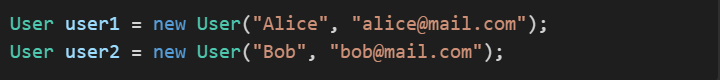 User user1 = new User("Alice", "alice@mail.com");
User user2 = new User("Bob", "bob@mail.com");